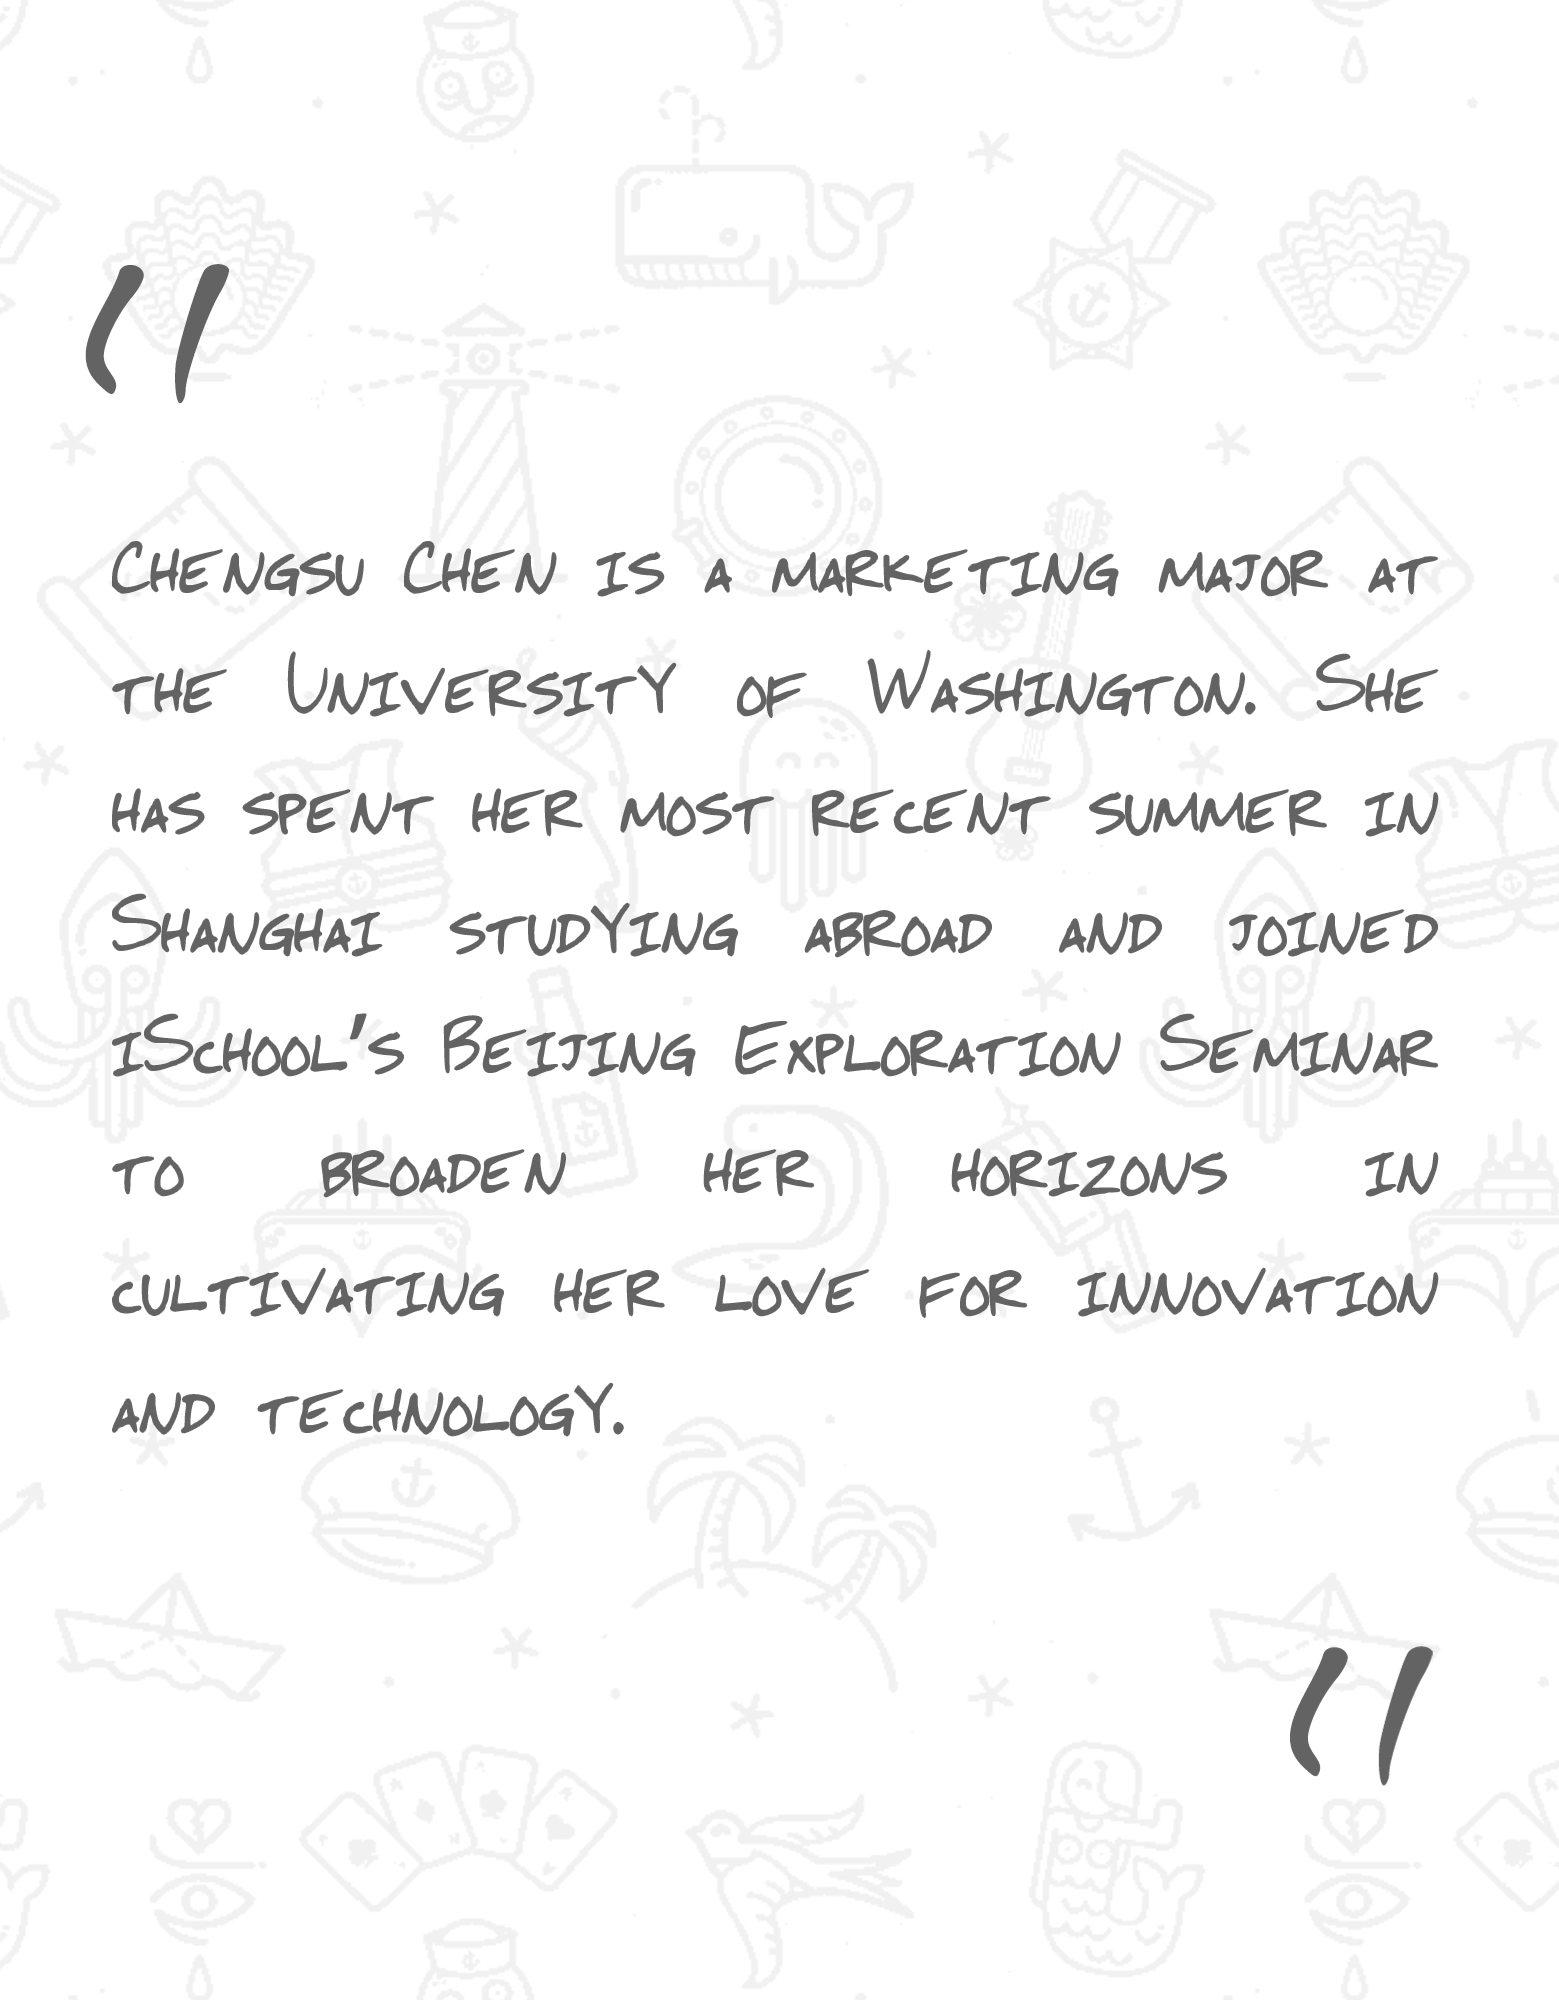 "
Chengsu Chen is a marketing major at
the University of Washington. She
has spent her most recent summer in
Shanghai studying abroad and joined
iSchool's Beijing Exploration Seminar
to broaden her horizons in
cultivating her love for innovation
and technology.
"